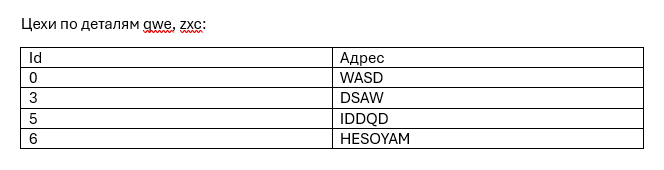 Цехи по деталям qwe, zxc:
Id Адрес
0 WASD
3 DSAW
5 IDDQD
6 HESOYAM